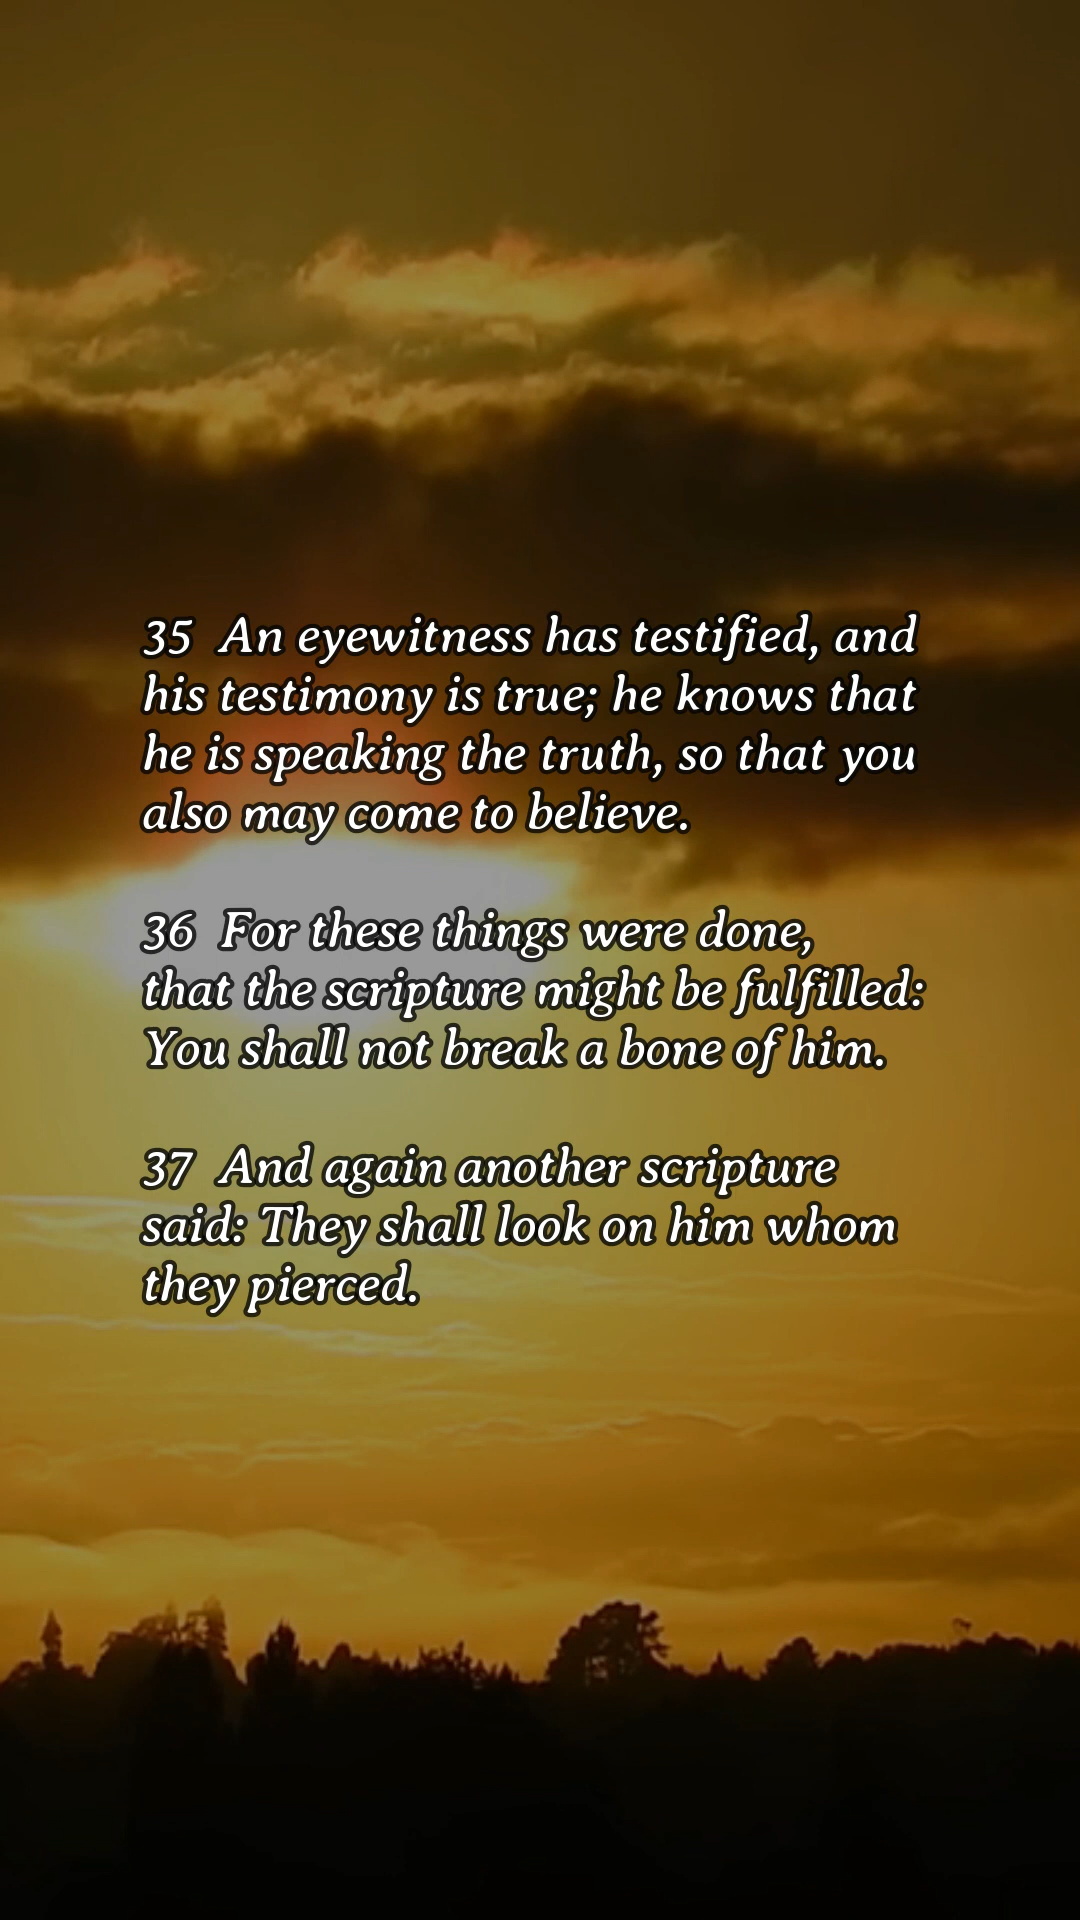 35  An eyewitness has testified, and
his testimony is true; he knows that
he is speaking the truth, so that you
also may come to believe.
36  For these things were done,
that the scripture might be fulfilled:
You shall not break a bone of him.
37  And again another scripture
said: They shall look on him whom
they pierced.